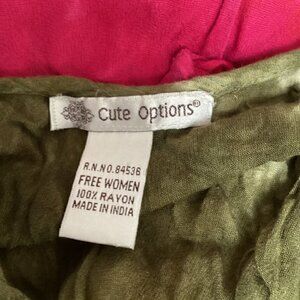 Cute Options®
R.N.NO.84536
FREE WOMEN
100% RAYON
MADE IN INDIA